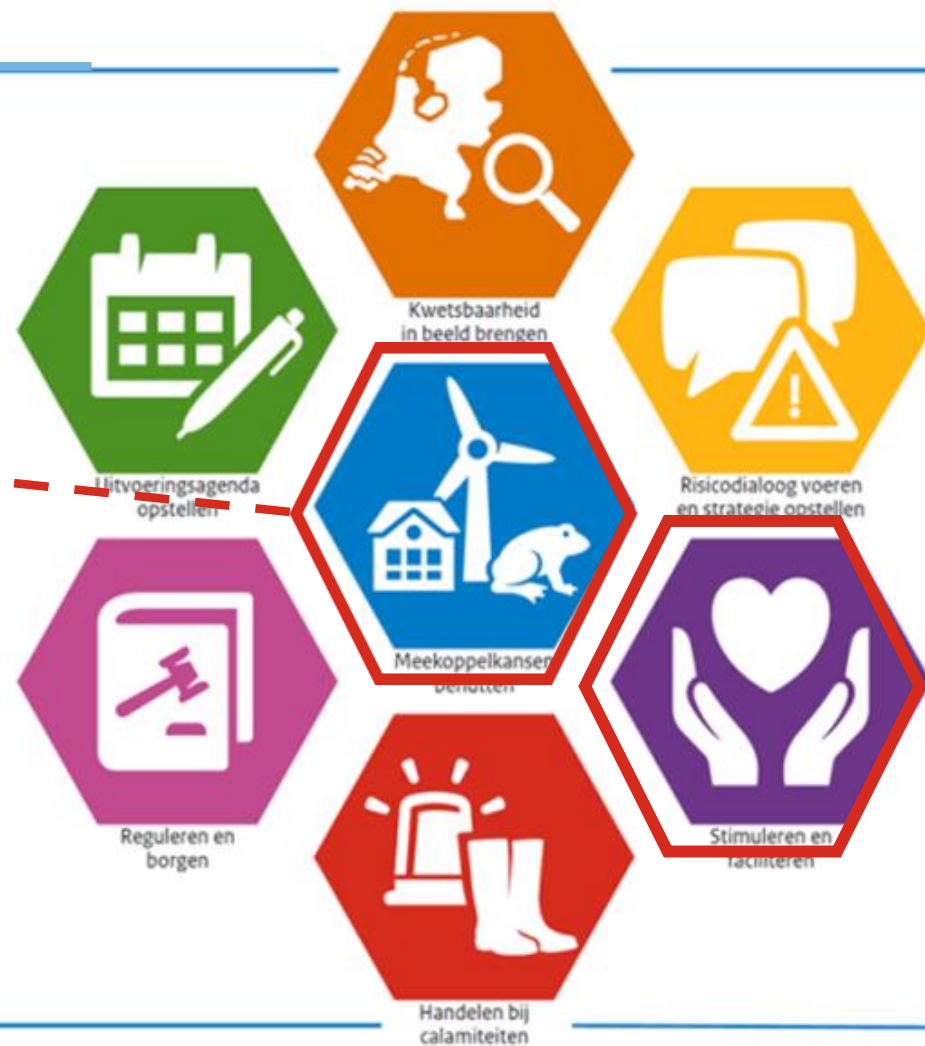 Kwetsbaarheid
in beeld brengen
Uitvoeringsagenda
opstellen
Risicodialoog voeren
en strategie opstellen
Meekoppelkansen
benutten
Reguleren en
borgen
Stimuleren en
faciliteren
Handelen bij
calamiteiten